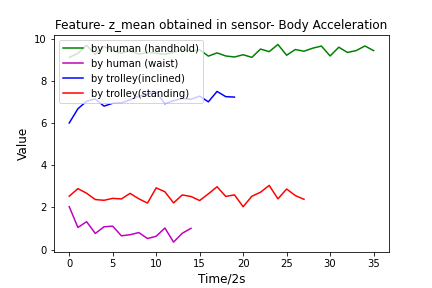 Feature- z_mean obtained in sensor- Body Acceleration
by human (handhold)
by human (waist)
by trolley(inclined)
by trolley(standing)
Value
10
8
6
4
2
0
0 5 10 15 20 25 30 35
Time/2s